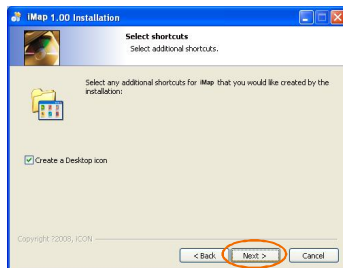 iMap 1.00 Installation
Select shortcuts
Select additional shortcuts.
Select any additional shortcuts for iMap that you would like created by the
installation:
Create a Desktop icon
Copyright ?2008, ICON
< Back
Next >
Cancel